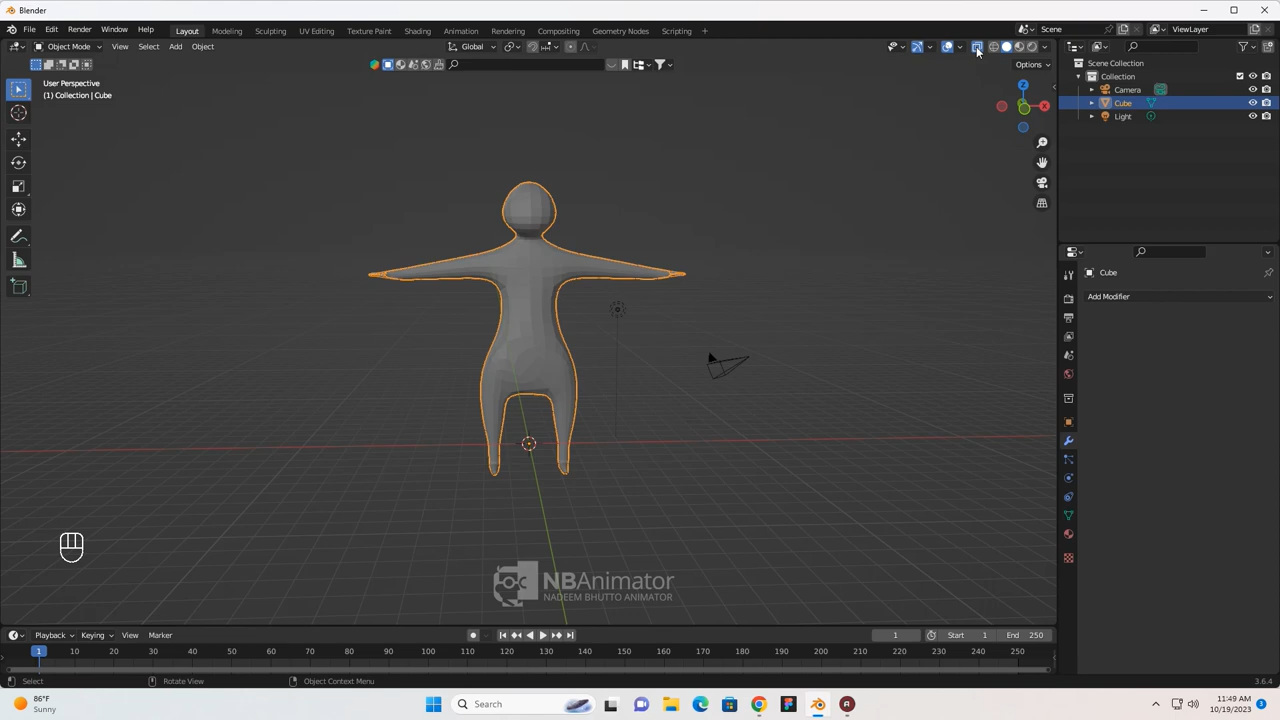 Blender
File Edit Render Window Help Layout Modeling Sculpting UV Editing Texture Paint Shading Animation Rendering Compositing Geometry Nodes Scripting + Scene ViewLayer
Object Mode View Select Add Object Global
Options
User Perspective
(1) Collection | Cube
Z
X
Scene Collection
Collection
Camera
Cube
Light
Cube
Add Modifier
NBAnimator
NADEEM BHUTTO ANIMATOR
Playback Keying View Marker 1 Start 1 End 250
1 10 20 30 40 50 60 70 80 90 100 110 120 130 140 150 160 170 180 190 200 210 220 230 240 250
Select Rotate View Object Context Menu 3.6.4
86°F
Sunny
Search
11:49 AM
10/19/2023
3